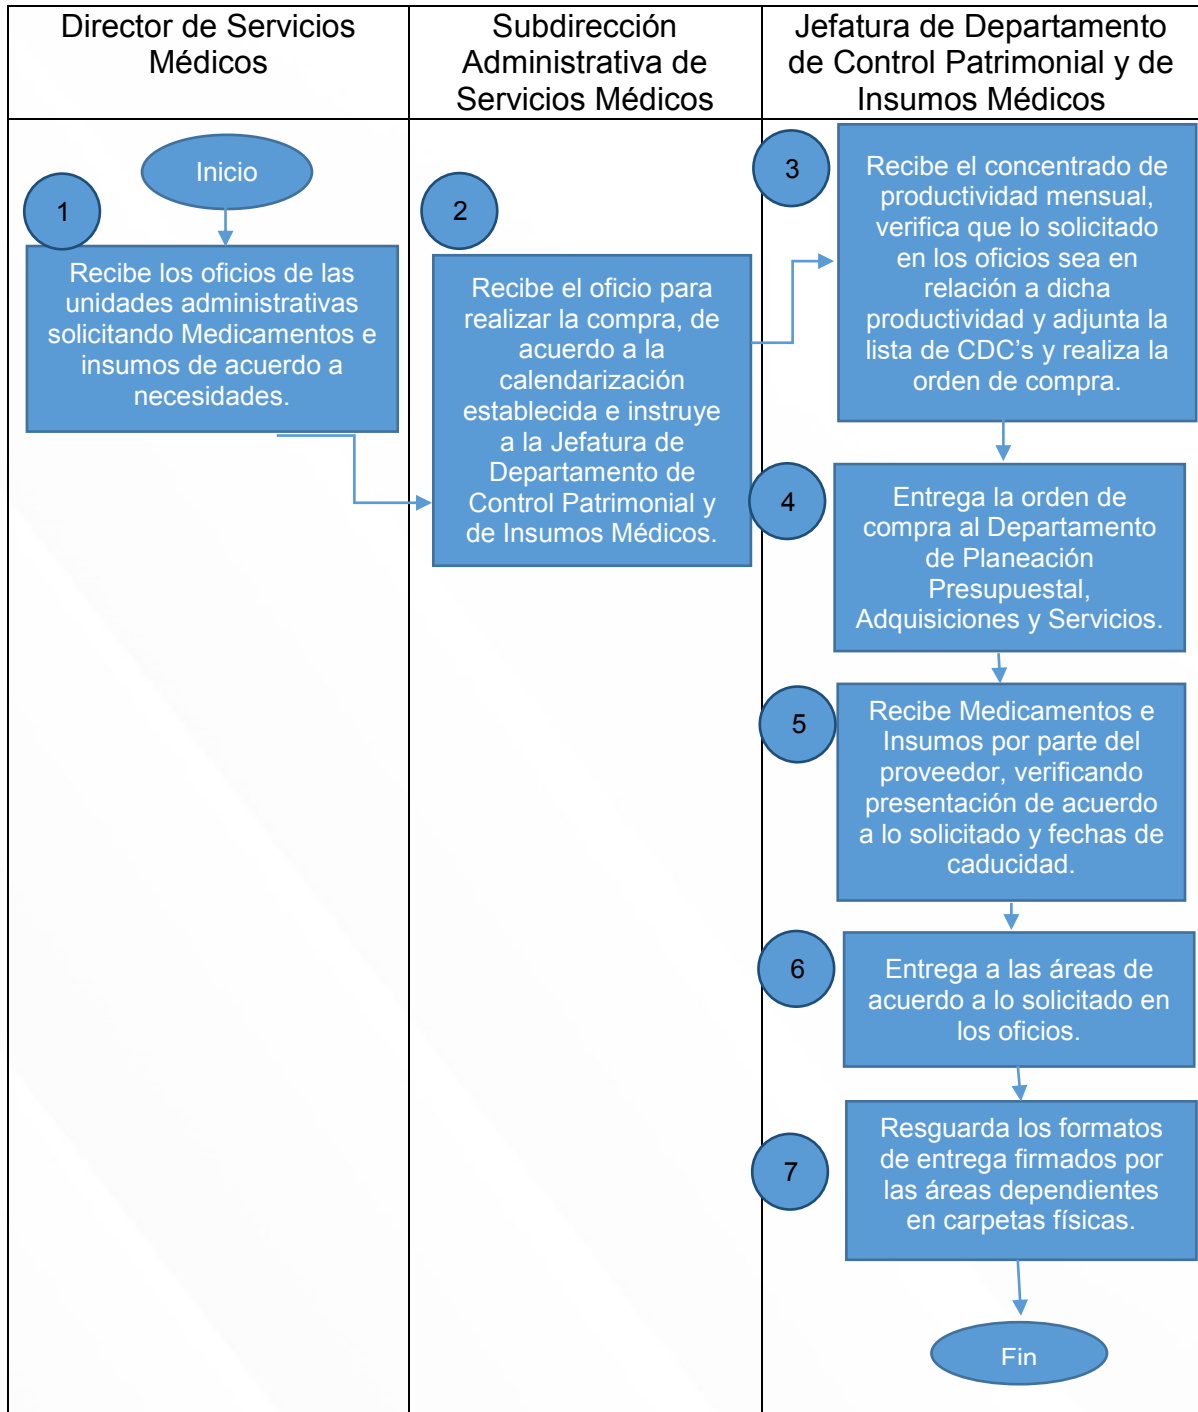 Director de Servicios
Médicos
Subdirección
Administrativa de
Servicios Médicos
Jefatura de Departamento
de Control Patrimonial y de
Insumos Médicos
Inicio
1
Recibe los oficios de las
unidades administrativas
solicitando Medicamentos e
insumos de acuerdo a
necesidades.
2
Recibe el oficio para
realizar la compra, de
acuerdo a la
calendarización
establecida e instruye
a la Jefatura de
Departamento de
Control Patrimonial y
de Insumos Médicos.
3
Recibe el concentrado de
productividad mensual,
verifica que lo solicitado
en los oficios sea en
relación a dicha
productividad y adjunta la
lista de CDC’s y realiza la
orden de compra.
4
Entrega la orden de
compra al Departamento
de Planeación
Presupuestal,
Adquisiciones y Servicios.
5
Recibe Medicamentos e
Insumos por parte del
proveedor, verificando
presentación de acuerdo
a lo solicitado y fechas de
caducidad.
6
Entrega a las áreas de
acuerdo a lo solicitado en
los oficios.
7
Resguarda los formatos
de entrega firmados por
las áreas dependientes
en carpetas físicas.
Fin